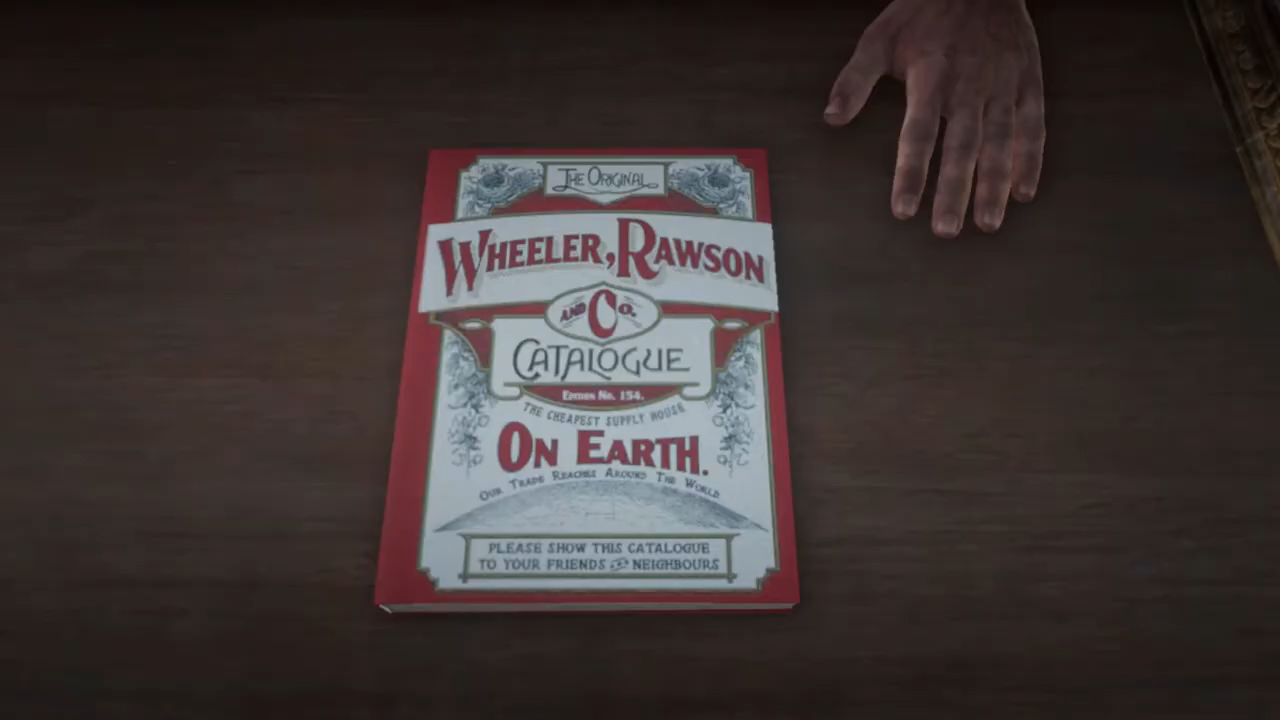 THE ORIGINAL
WHEELER, RAWSON
AND Co.
CATALOGUE
EDITION No. 154.
THE CHEAPEST SUPPLY HOUSE
ON EARTH.
OUR TRADE REACHES AROUND THE WORLD
PLEASE SHOW THIS CATALOGUE
TO YOUR FRIENDS AND NEIGHBOURS